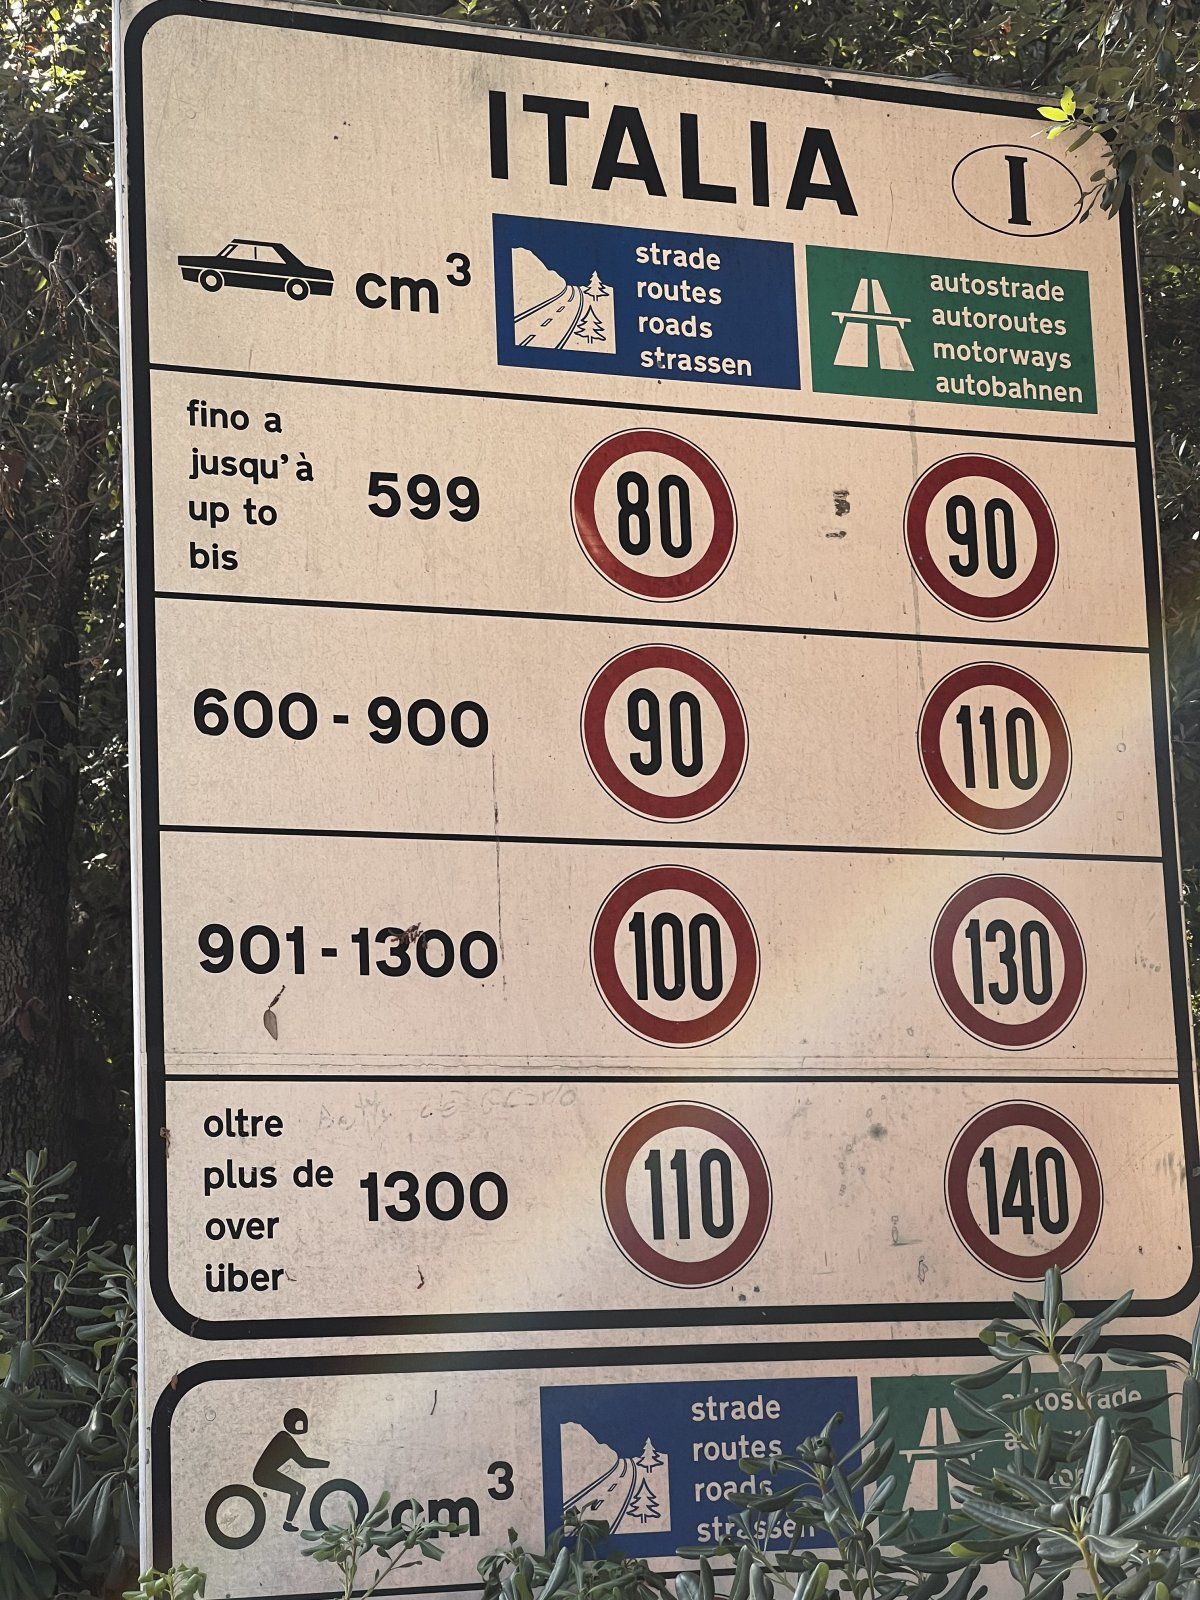 ITALIA
I
cm³
strade
routes
roads
strassen
autostrade
autoroutes
motorways
autobahnen
fino a
jusqu'à
up to
bis
599
80
90
600 - 900
90
110
901 - 1300
100
130
oltre
plus de
over
über
1300
110
140
cm³
strade
routes
roads
strassen
autostrade